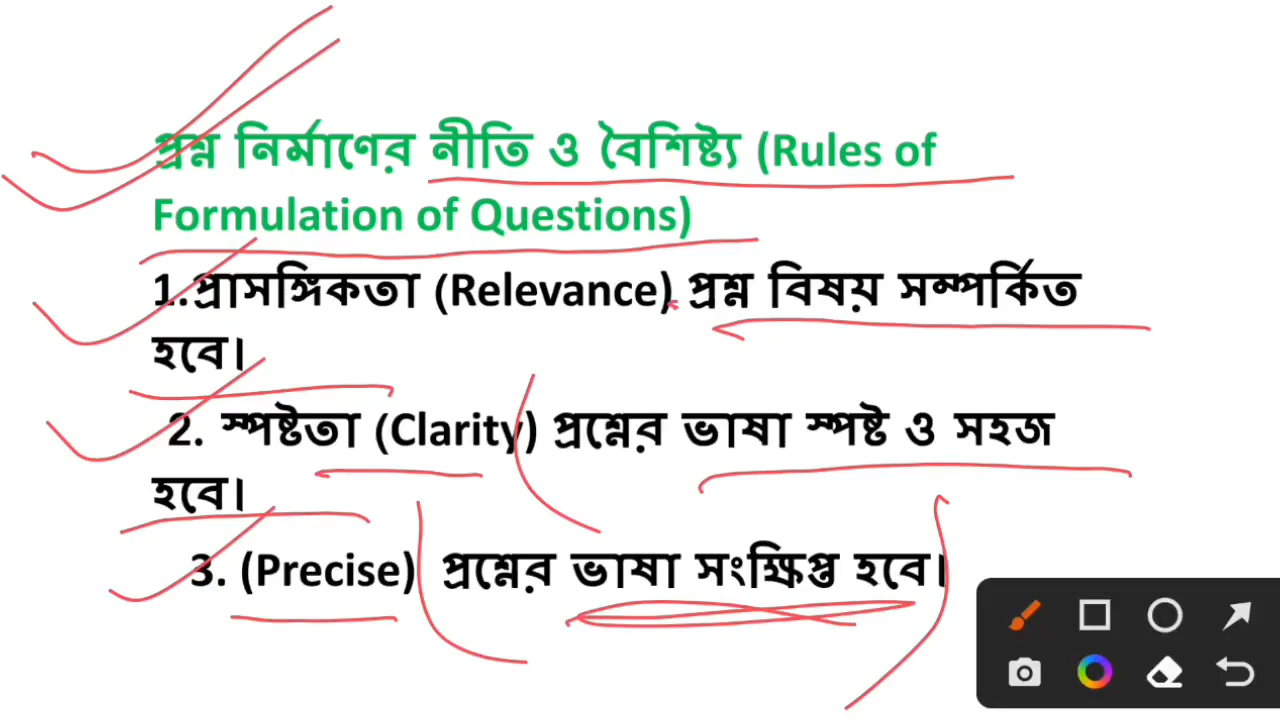 প্রশ্ন নির্মাণের নীতি ও বৈশিষ্ট্য (Rules of
Formulation of Questions)
1.প্রাসঙ্গিকতা (Relevance) প্রশ্ন বিষয় সম্পর্কিত
হবে।
2. স্পষ্টতা (Clarity) প্রশ্নের ভাষা স্পষ্ট ও সহজ
হবে।
3. (Precise) প্রশ্নের ভাষা সংক্ষিপ্ত হবে।